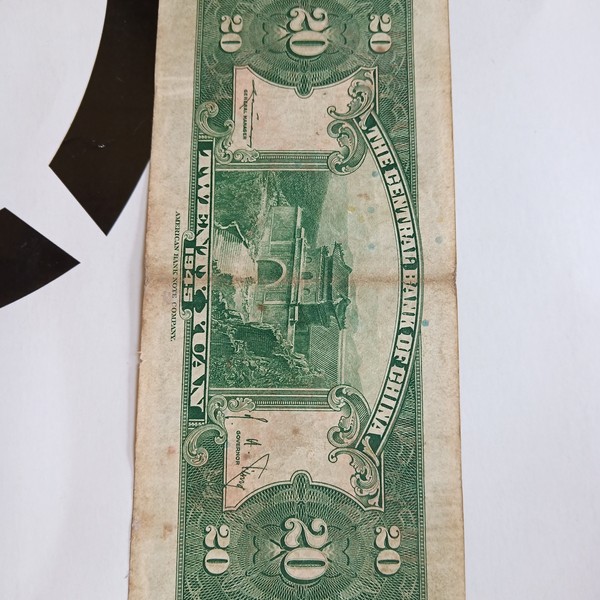 THE CENTRAL BANK OF CHINA
20
20
20
20
20
20
GENERAL MANAGER
GOVERNOR
TWENTY YUAN
1945
AMERICAN BANK NOTE COMPANY.